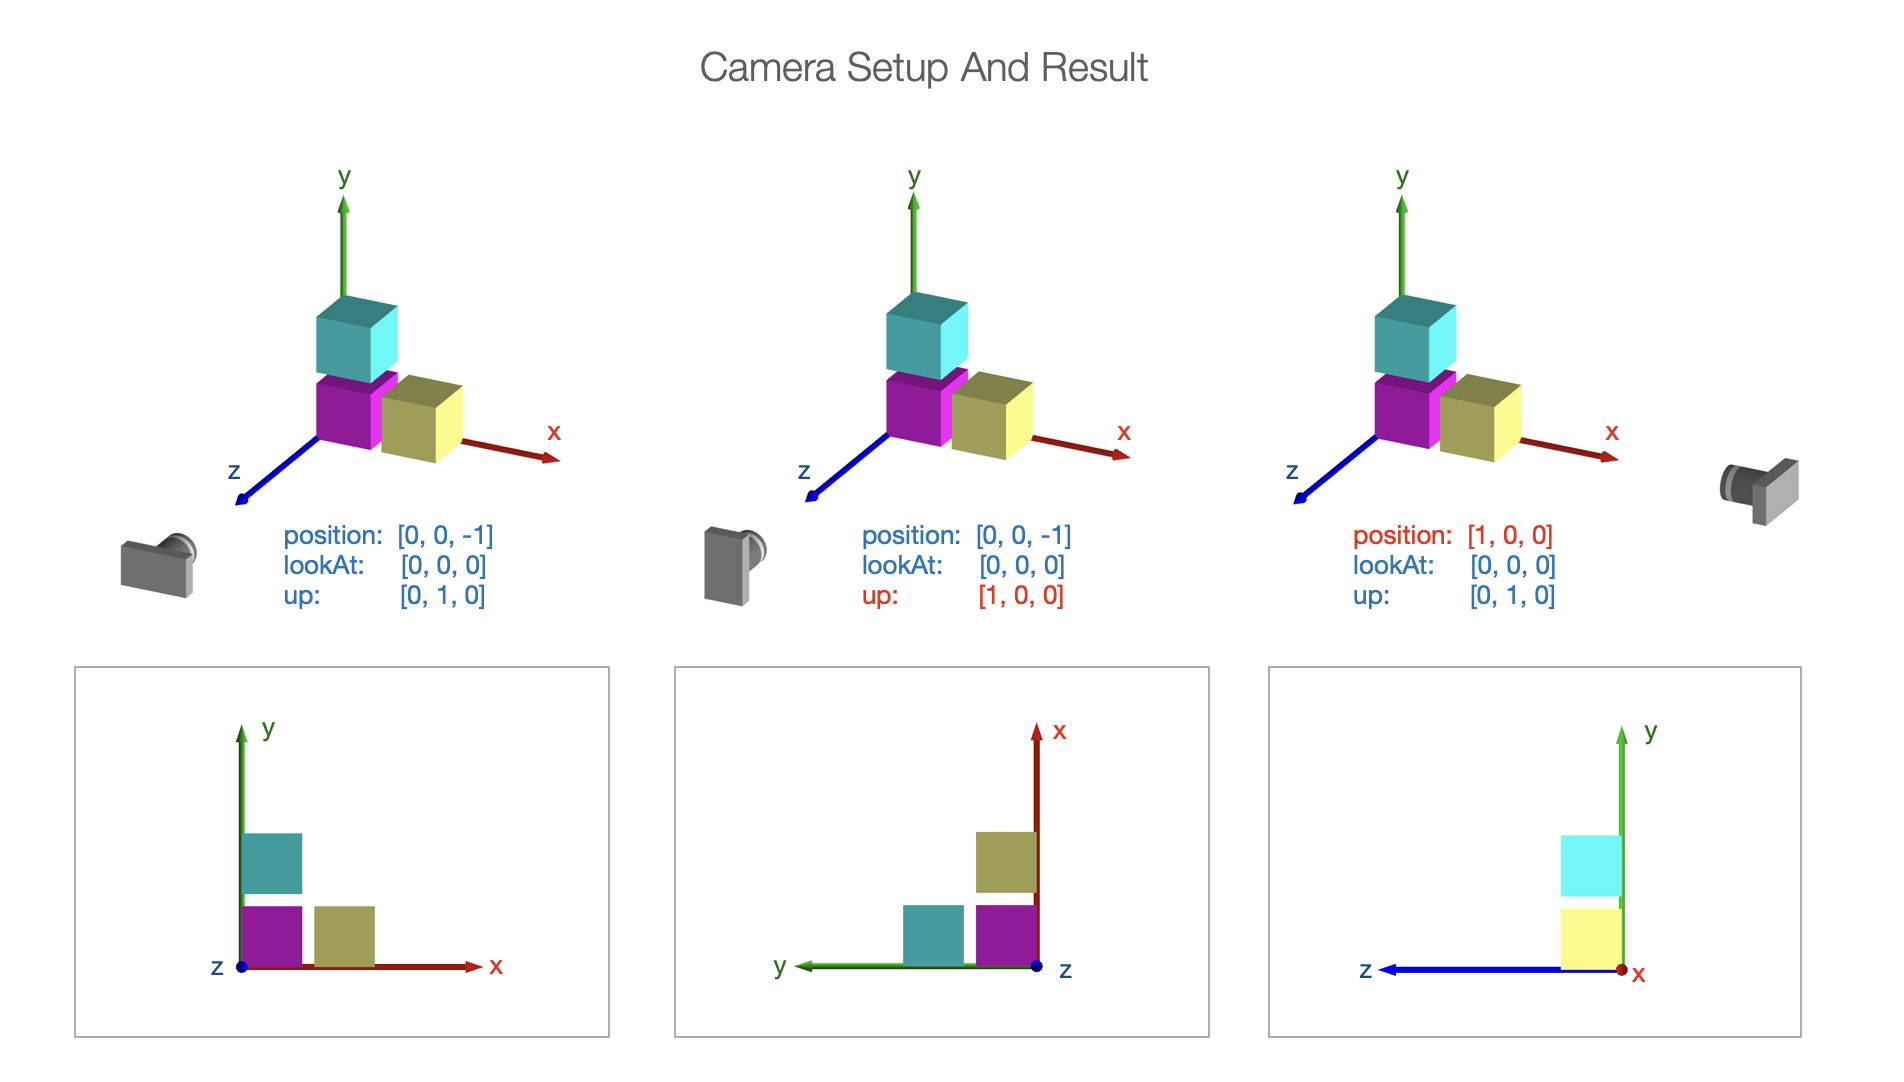 Camera Setup And Result
y
x
z
position: [0, 0, -1]
lookAt: [0, 0, 0]
up: [0, 1, 0]
y
x
z
position: [0, 0, -1]
lookAt: [0, 0, 0]
up: [1, 0, 0]
y
x
z
position: [1, 0, 0]
lookAt: [0, 0, 0]
up: [0, 1, 0]
y
z
x
x
y
z
y
z
x